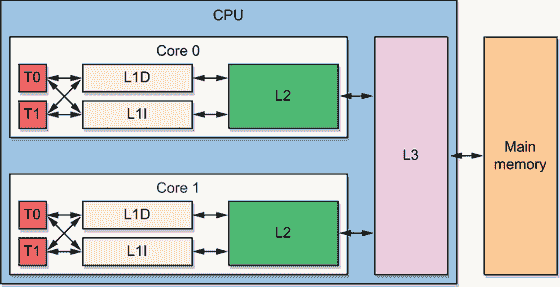 CPU
Core 0
T0
L1D
T1
L1I
L2
Core 1
T0
L1D
T1
L1I
L2
L3
Main
memory